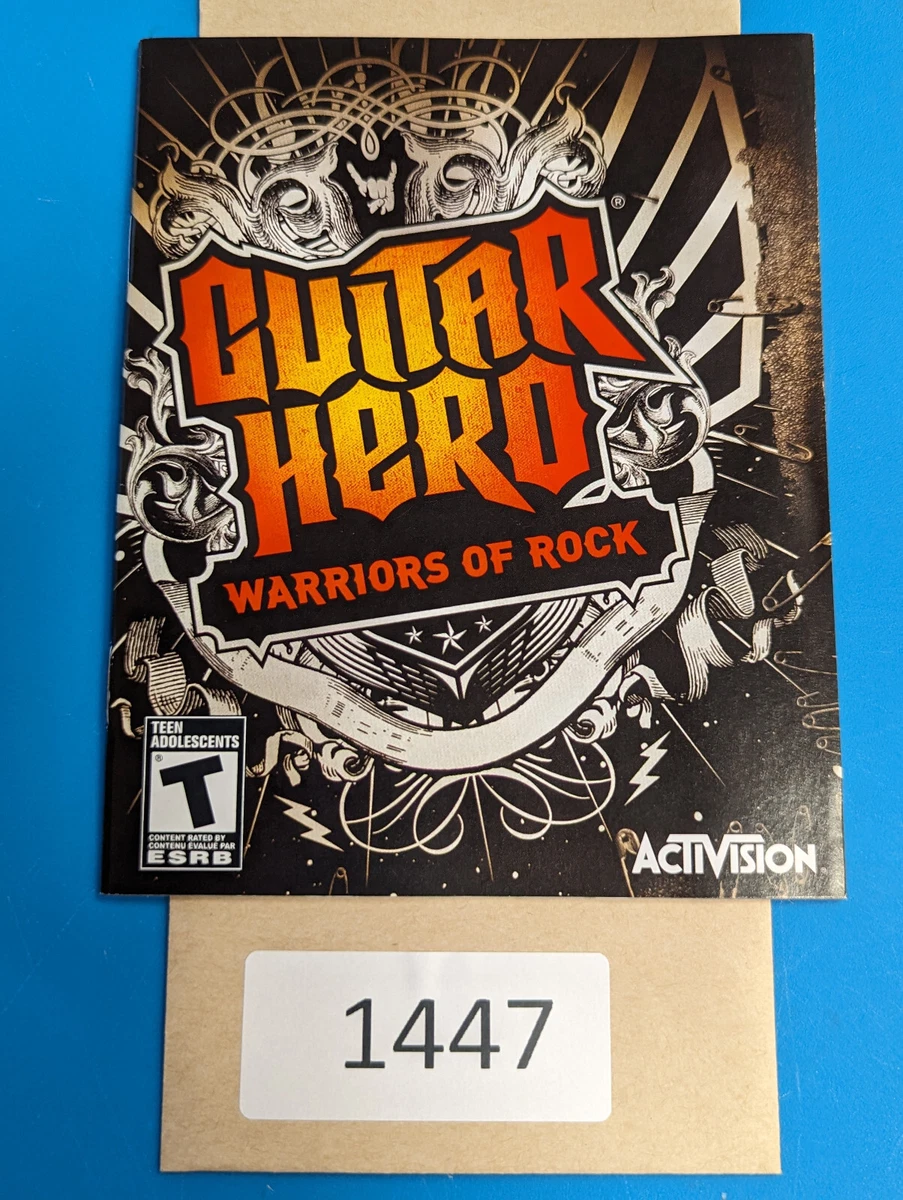 GUITAR®
HERO
WARRIORS OF ROCK
TEEN
ADOLESCENTS
T®
CONTENT RATED BY
CONTENU ÉVALUÉ PAR
ESRB
ACTIVISION
1447